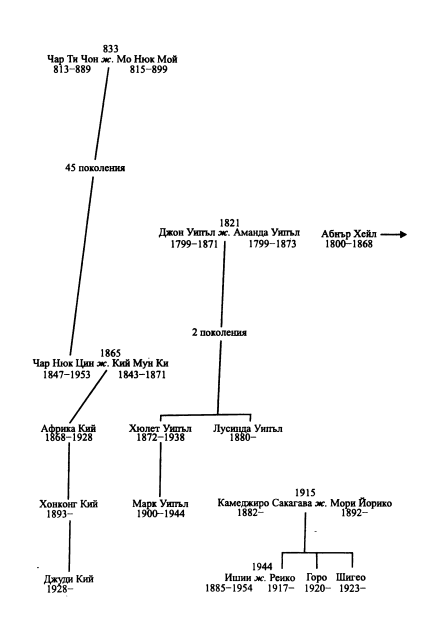 833
Чар Ти Чон ж. Мо Нюк Мой
813–889 815–899
45 поколения
1821
Джон Уипъл ж. Аманда Уипъл
1799–1871 1799–1873
Абнър Хейл
1800–1868
2 поколения
1865
Чар Нюк Цин ж. Кий Мун Ки
1847–1953 1843–1871
Африка Кий
1868–1928
Хюлет Уипъл
1872–1938
Лусинда Уипъл
1880–
Хонконг Кий
1893–
Марк Уипъл
1900–1944
1915
Камеджиро Сакагава ж. Мори Йорико
1882– 1892–
Джуди Кий
1928–
1944
Ишии ж. Рейко
1885–1954 1917–
Горо
1920–
Шигео
1923–